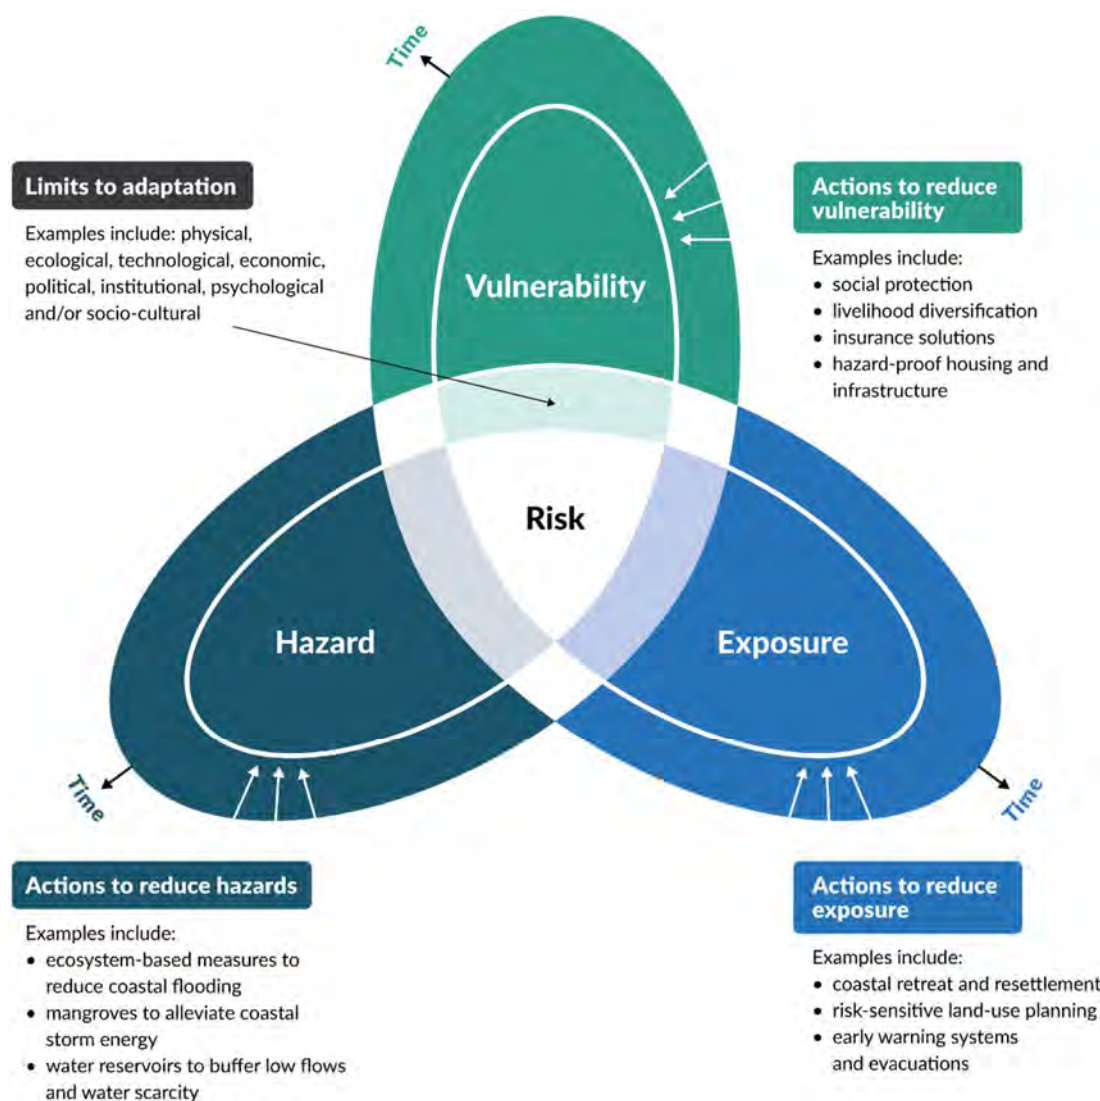 Time
Limits to adaptation
Examples include: physical,
ecological, technological, economic,
political, institutional, psychological
and/or socio-cultural
Actions to reduce
vulnerability
Examples include:
• social protection
• livelihood diversification
• insurance solutions
• hazard-proof housing and
infrastructure
Vulnerability
Risk
Hazard
Exposure
Time
Time
Actions to reduce hazards
Examples include:
• ecosystem-based measures to
reduce coastal flooding
• mangroves to alleviate coastal
storm energy
• water reservoirs to buffer low flows
and water scarcity
Actions to reduce
exposure
Examples include:
• coastal retreat and resettlement
• risk-sensitive land-use planning
• early warning systems
and evacuations